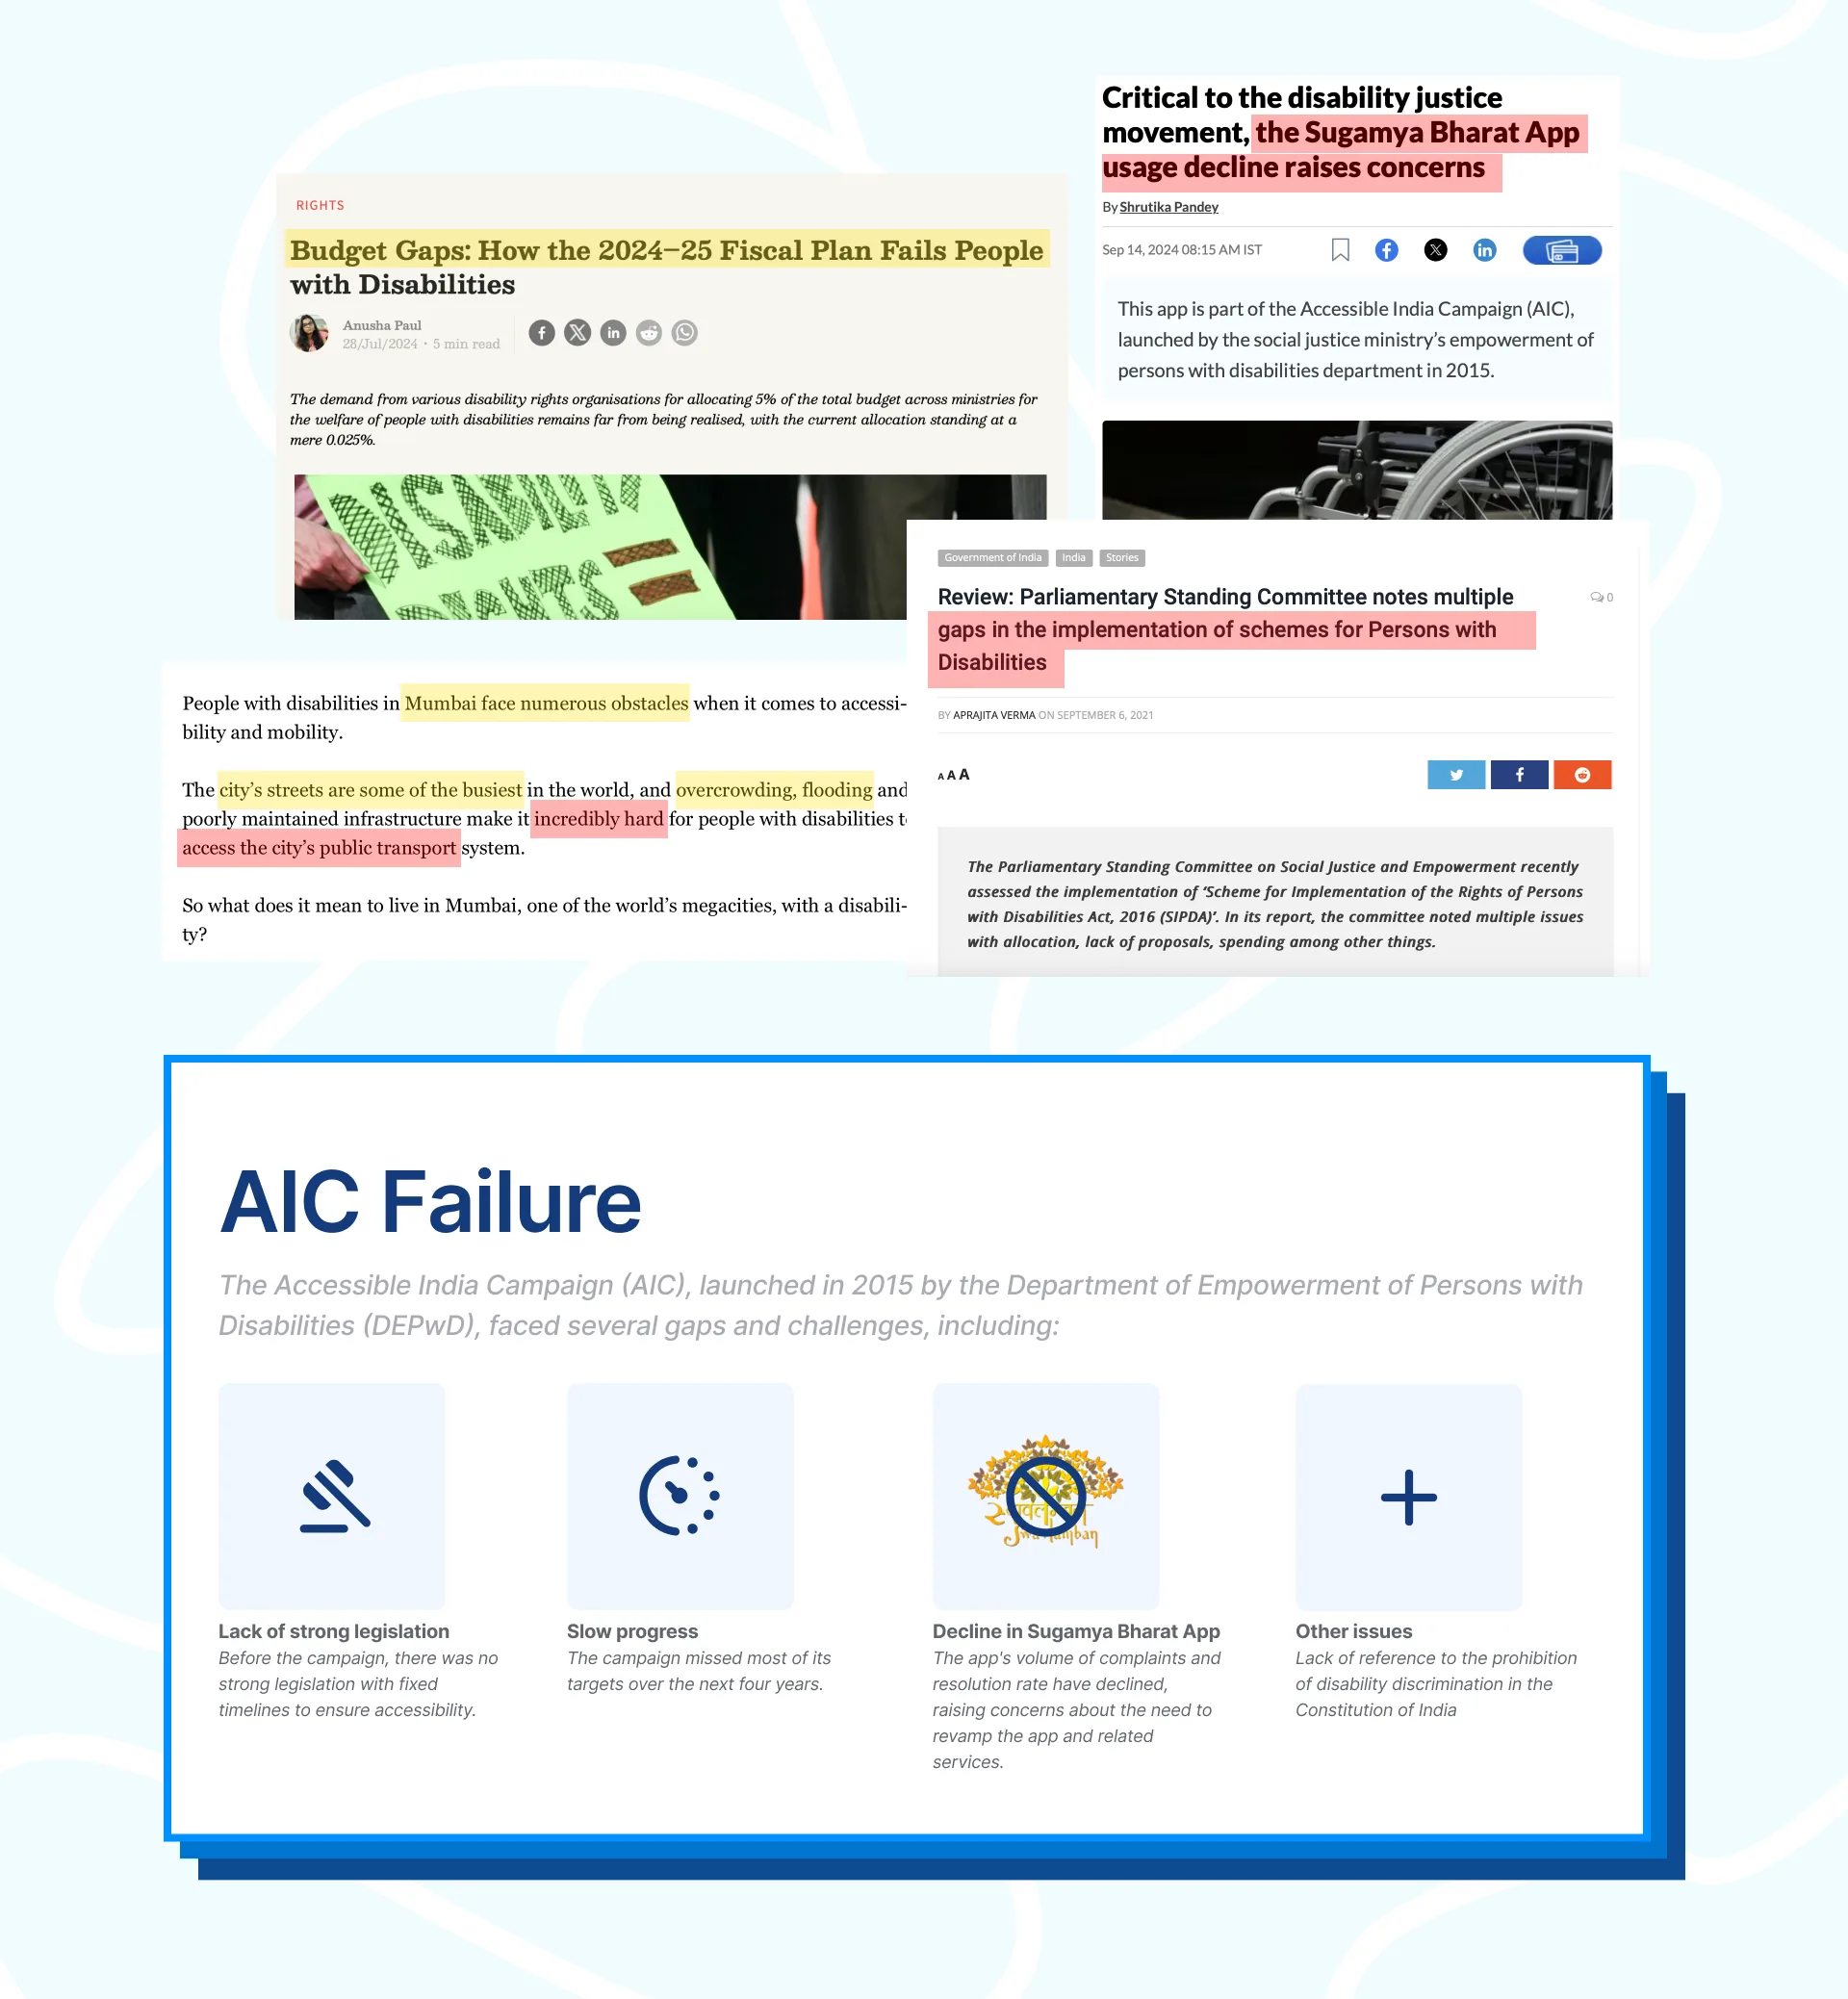 RIGHTS
Budget Gaps: How the 2024–25 Fiscal Plan Fails People
with Disabilities
Anusha Paul
28/Jul/2024 • 5 min read
The demand from various disability rights organisations for allocating 5% of the total budget across ministries for
the welfare of people with disabilities remains far from being realised, with the current allocation standing at a
mere 0.025%.
DISABILITY
RIGHTS
Critical to the disability justice
movement, the Sugamya Bharat App
usage decline raises concerns
By Shrutika Pandey
Sep 14, 2024 08:15 AM IST
This app is part of the Accessible India Campaign (AIC),
launched by the social justice ministry’s empowerment of
persons with disabilities department in 2015.
People with disabilities in Mumbai face numerous obstacles when it comes to accessi-
bility and mobility.
The city’s streets are some of the busiest in the world, and overcrowding, flooding and
poorly maintained infrastructure make it incredibly hard for people with disabilities t
access the city’s public transport system.
So what does it mean to live in Mumbai, one of the world’s megacities, with a disabili-
ty?
Government of India India Stories
Review: Parliamentary Standing Committee notes multiple
0
gaps in the implementation of schemes for Persons with
Disabilities
BY APRAJITA VERMA ON SEPTEMBER 6, 2021
A A A
The Parliamentary Standing Committee on Social Justice and Empowerment recently
assessed the implementation of ‘Scheme for Implementation of the Rights of Persons
with Disabilities Act, 2016 (SIPDA)’. In its report, the committee noted multiple issues
with allocation, lack of proposals, spending among other things.
AIC Failure
The Accessible India Campaign (AIC), launched in 2015 by the Department of Empowerment of Persons with
Disabilities (DEPwD), faced several gaps and challenges, including:
Lack of strong legislation
Before the campaign, there was no
strong legislation with fixed
timelines to ensure accessibility.
Slow progress
The campaign missed most of its
targets over the next four years.
Decline in Sugamya Bharat App
The app's volume of complaints and
resolution rate have declined,
raising concerns about the need to
revamp the app and related
services.
Other issues
Lack of reference to the prohibition
of disability discrimination in the
Constitution of India